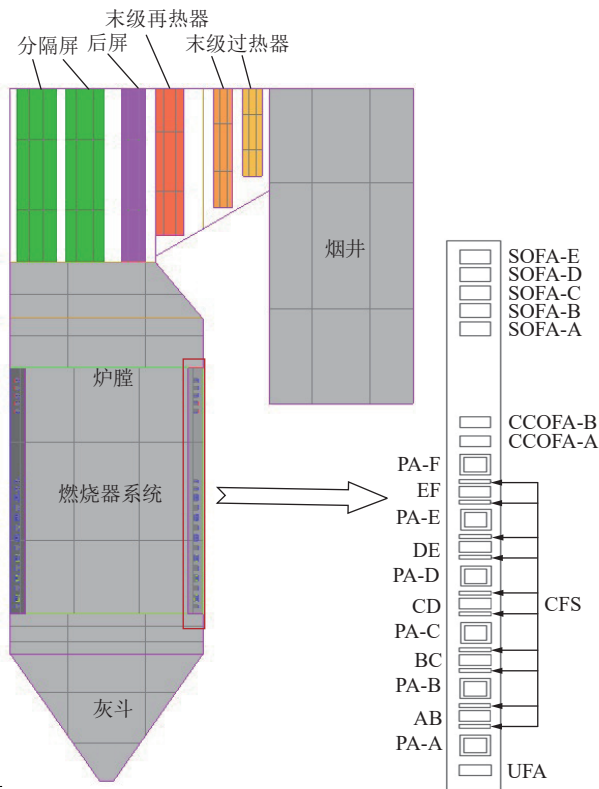 末级再热器
分隔屏 后屏 末级过热器
烟井
炉膛
燃烧器系统
灰斗
SOFA-E
SOFA-D
SOFA-C
SOFA-B
SOFA-A
CCOFA-B
CCOFA-A
PA-F
EF
PA-E
DE
PA-D
CD
CFS
PA-C
BC
PA-B
AB
PA-A
UFA